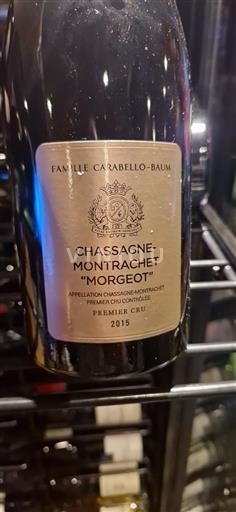 FAMILLE CARABELLO-BAUM
CHASSAGNE-
MONTRACHET
"MORGEOT"
APPELLATION CHASSAGNE-MONTRACHET
PREMIER CRU CONTRÔLÉE
PREMIER CRU
2015